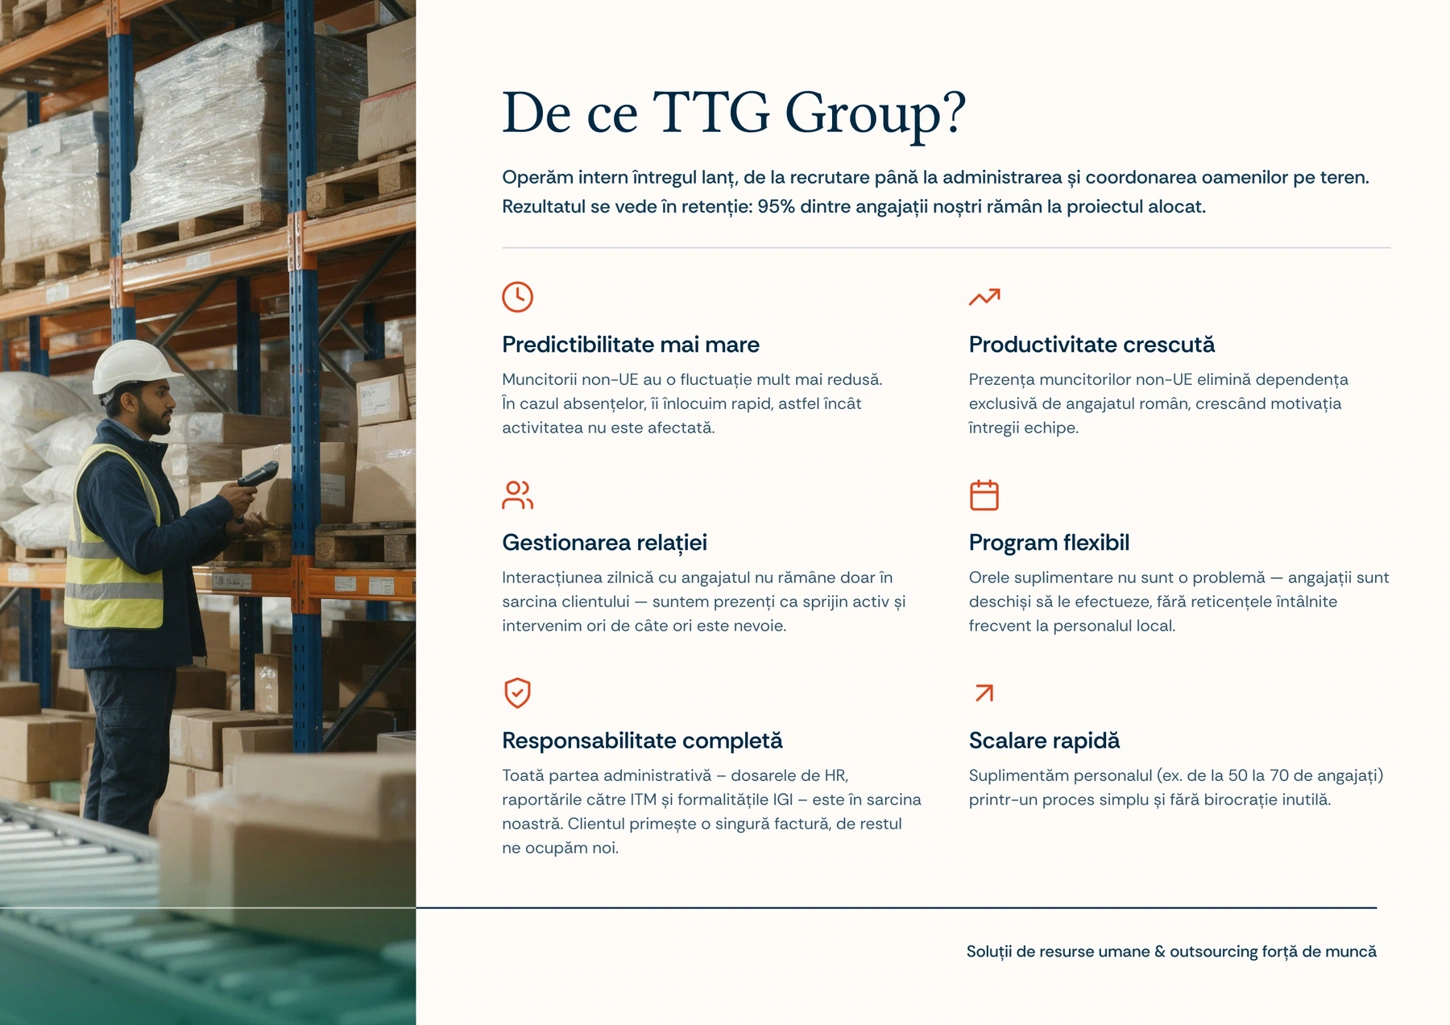 De ce TTG Group?
Operăm intern întregul lanț, de la recrutare până la administrarea și coordonarea oamenilor pe teren.
Rezultatul se vede în retenție: 95% dintre angajații noștri rămân la proiectul alocat.
Predictibilitate mai mare
Muncitorii non-UE au o fluctuație mult mai redusă.
În cazul absențelor, îi înlocuim rapid, astfel încât
activitatea nu este afectată.
Productivitate crescută
Prezența muncitorilor non-UE elimină dependența
exclusivă de angajatul român, crescând motivația
întregii echipe.
Gestionarea relației
Interacțiunea zilnică cu angajatul nu rămâne doar în
sarcina clientului — suntem prezenți ca sprijin activ și
intervenim ori de câte ori este nevoie.
Program flexibil
Orele suplimentare nu sunt o problemă — angajații sunt
deschiși să le efectueze, fără reticențele întâlnite
frecvent la personalul local.
Responsabilitate completă
Toată partea administrativă – dosarele de HR,
raportările către ITM și formalitățile IGI – este în sarcina
noastră. Clientul primește o singură factură, de restul
ne ocupăm noi.
Scalare rapidă
Suplimentăm personalul (ex. de la 50 la 70 de angajați)
printr-un proces simplu și fără birocrație inutilă.
Soluții de resurse umane & outsourcing forță de muncă